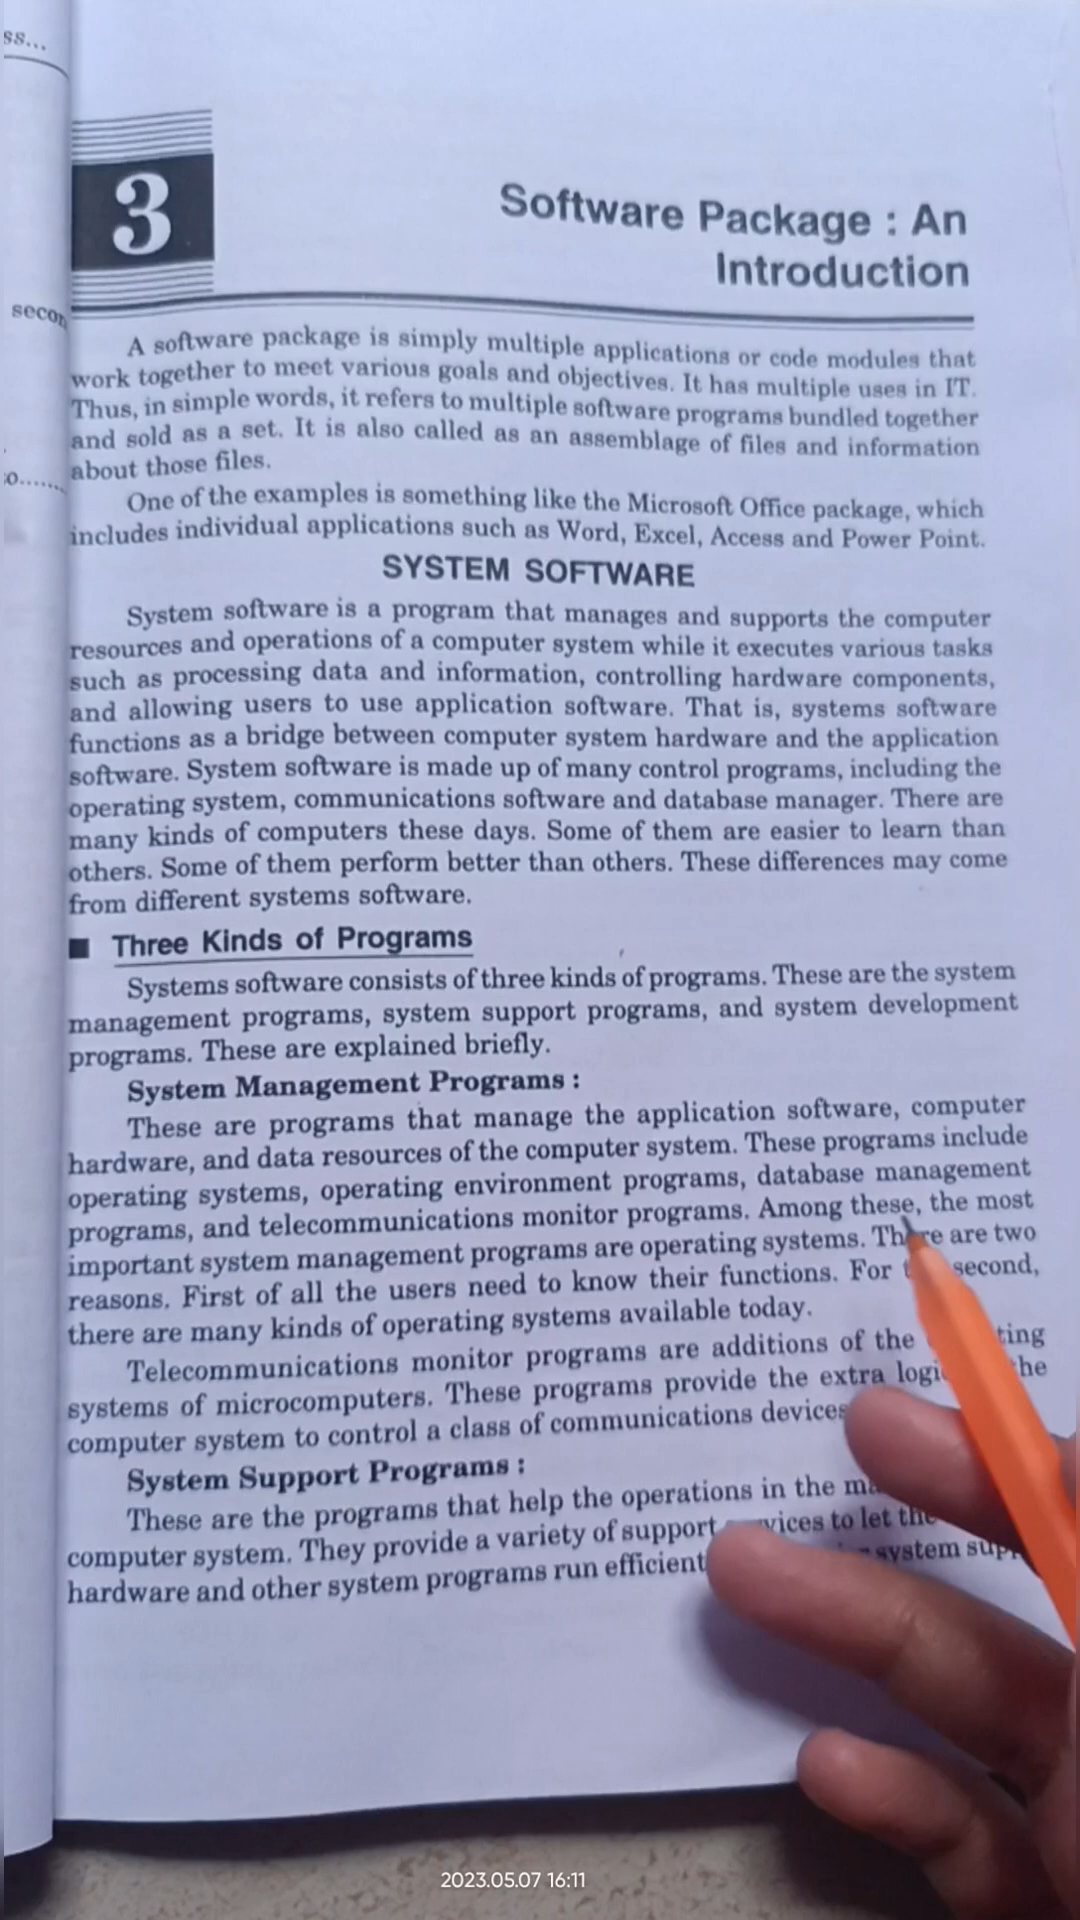 ss...
secon
o.......
3
Software Package : An
Introduction
A software package is simply multiple applications or code modules that
work together to meet various goals and objectives. It has multiple uses in IT.
Thus, in simple words, it refers to multiple software programs bundled together
and sold as a set. It is also called as an assemblage of files and information
about those files.
One of the examples is something like the Microsoft Office package, which
includes individual applications such as Word, Excel, Access and Power Point.
SYSTEM SOFTWARE
System software is a program that manages and supports the computer
resources and operations of a computer system while it executes various tasks
such as processing data and information, controlling hardware components,
and allowing users to use application software. That is, systems software
functions as a bridge between computer system hardware and the application
software. System software is made up of many control programs, including the
operating system, communications software and database manager. There are
many kinds of computers these days. Some of them are easier to learn than
others. Some of them perform better than others. These differences may come
from different systems software.
Three Kinds of Programs
Systems software consists of three kinds of programs. These are the system
management programs, system support programs, and system development
programs. These are explained briefly.
System Management Programs :
These are programs that manage the application software, computer
hardware, and data resources of the computer system. These programs include
operating systems, operating environment programs, database management
programs, and telecommunications monitor programs. Among these, the most
important system management programs are operating systems. There are two
reasons. First of all the users need to know their functions. For second,
there are many kinds of operating systems available today.
Telecommunications monitor programs are additions of the ting
systems of microcomputers. These programs provide the extra logic he
computer system to control a class of communications devices
System Support Programs :
These are the programs that help the operations in the ma
computer system. They provide a variety of support vices to let the
hardware and other system programs run efficient system sup
2023.05.07 16:11